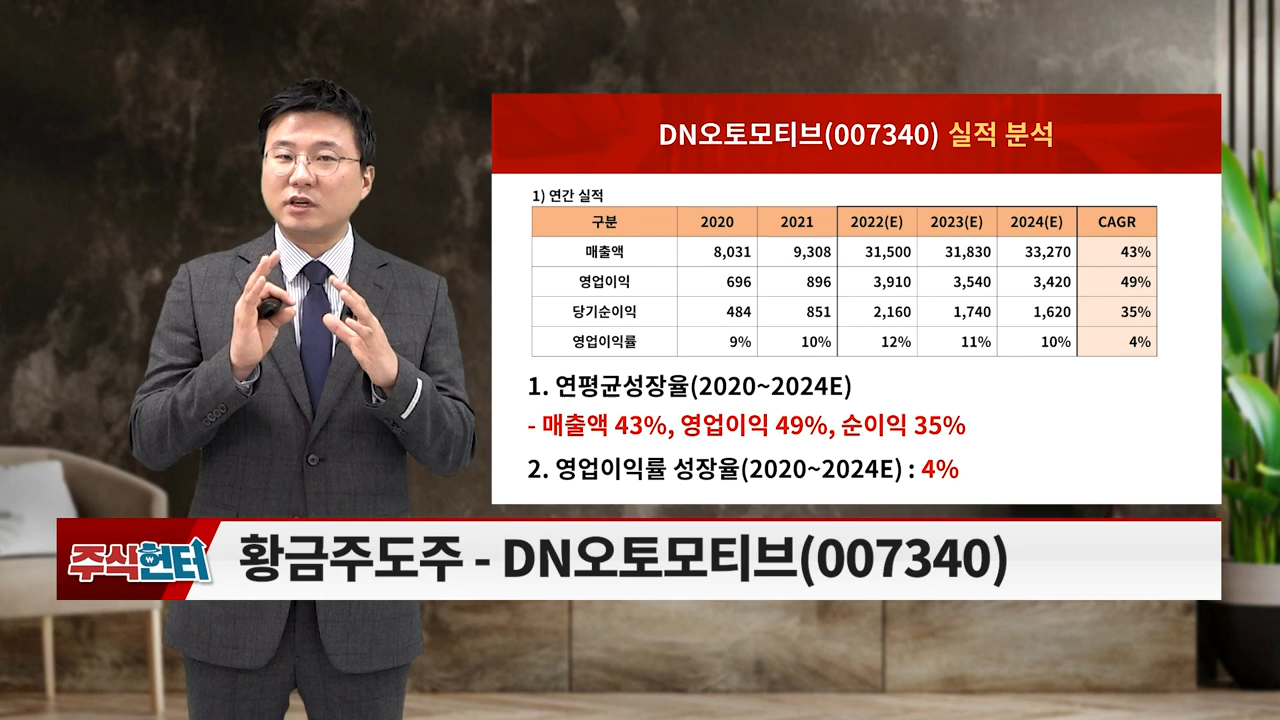 DN오토모티브(007340) 실적 분석
1) 연간 실적
구분 2020 2021 2022(E) 2023(E) 2024(E) CAGR
매출액 8,031 9,308 31,500 31,830 33,270 43%
영업이익 696 896 3,910 3,540 3,420 49%
당기순이익 484 851 2,160 1,740 1,620 35%
영업이익률 9% 10% 12% 11% 10% 4%
1. 연평균성장율(2020~2024E)
- 매출액 43%, 영업이익 49%, 순이익 35%
2. 영업이익률 성장율(2020~2024E) : 4%
주식헌터 황금주도주 - DN오토모티브(007340)